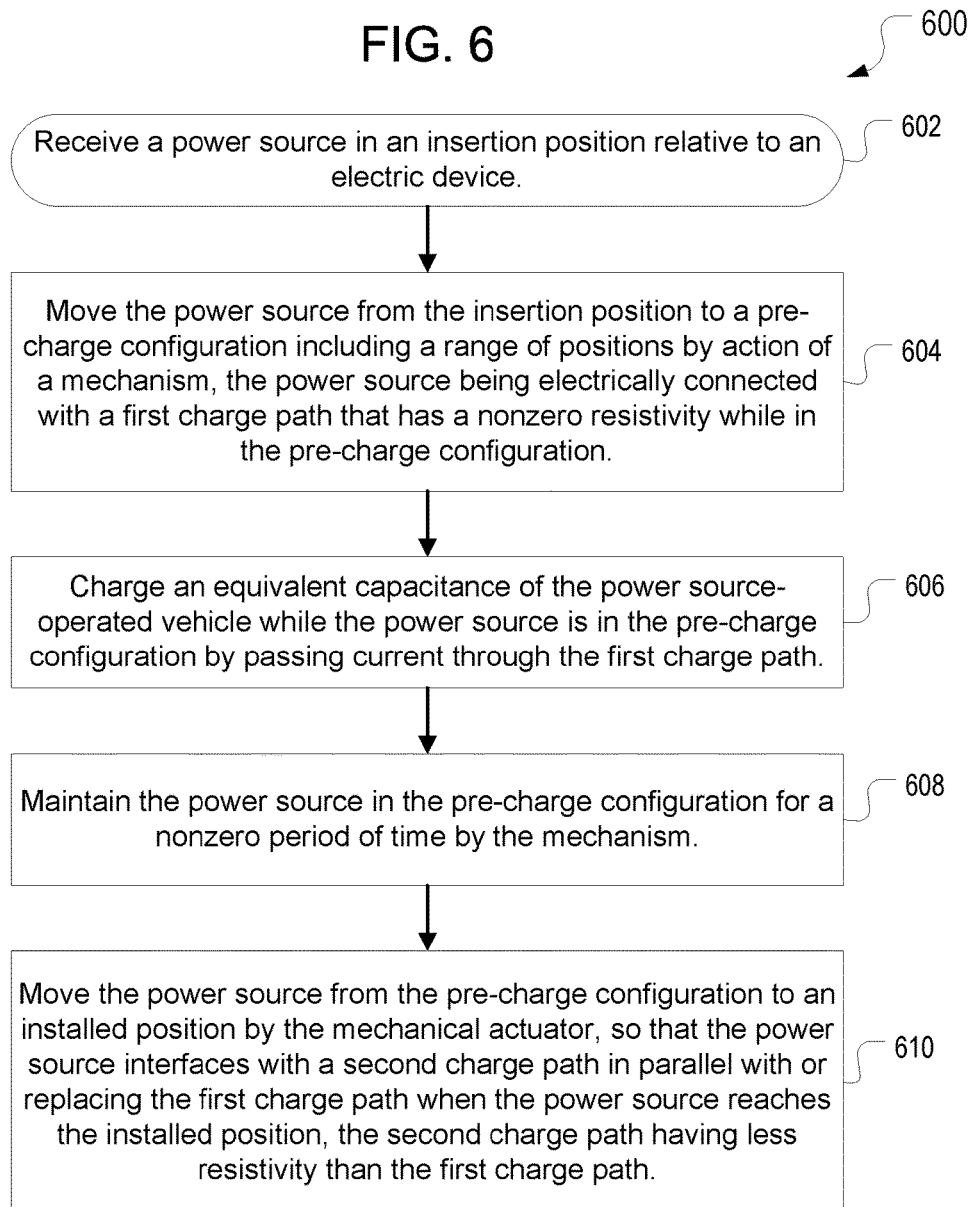 FIG. 6
600
Receive a power source in an insertion position relative to an
electric device.
602
Move the power source from the insertion position to a pre-
charge configuration including a range of positions by action of
a mechanism, the power source being electrically connected
with a first charge path that has a nonzero resistivity while in
the pre-charge configuration.
604
Charge an equivalent capacitance of the power source-
operated vehicle while the power source is in the pre-charge
configuration by passing current through the first charge path.
606
Maintain the power source in the pre-charge configuration for a
nonzero period of time by the mechanism.
608
Move the power source from the pre-charge configuration to an
installed position by the mechanical actuator, so that the power
source interfaces with a second charge path in parallel with or
replacing the first charge path when the power source reaches
the installed position, the second charge path having less
resistivity than the first charge path.
610